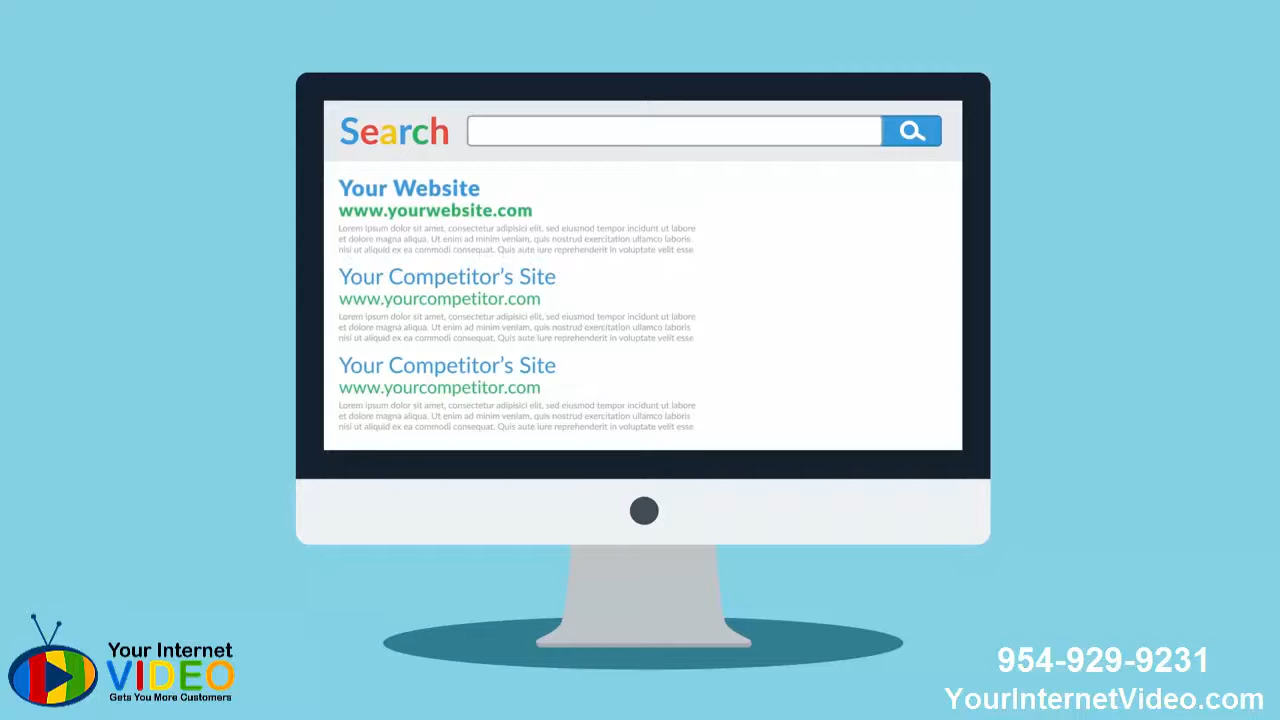 Search
Your Website
www.yourwebsite.com
Lorem ipsum dolor sit amet, consectetur adipisici elit, sed eiusmod tempor incidunt ut labore
et dolore magna aliqua. Ut enim ad minim veniam, quis nostrud exercitation ullamco laboris
nisi ut aliquid ex ea commodi consequat. Quis aute iure reprehenderit in voluptate velit esse
Your Competitor's Site
www.yourcompetitor.com
Lorem ipsum dolor sit amet, consectetur adipisici elit, sed eiusmod tempor incidunt ut labore
et dolore magna aliqua. Ut enim ad minim veniam, quis nostrud exercitation ullamco laboris
nisi ut aliquid ex ea commodi consequat. Quis aute iure reprehenderit in voluptate velit esse
Your Competitor's Site
www.yourcompetitor.com
Lorem ipsum dolor sit amet, consectetur adipisici elit, sed eiusmod tempor incidunt ut labore
et dolore magna aliqua. Ut enim ad minim veniam, quis nostrud exercitation ullamco laboris
nisi ut aliquid ex ea commodi consequat. Quis aute iure reprehenderit in voluptate velit esse
Your Internet
VIDEO
Gets You More Customers
954-929-9231
YourInternetVideo.com